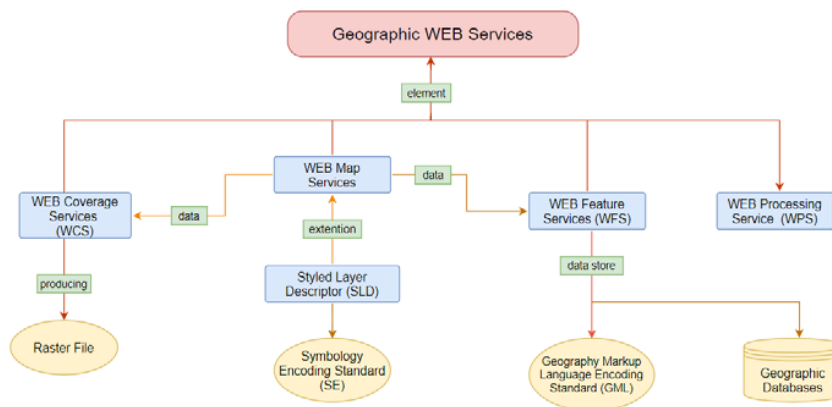 Geographic WEB Services
element
WEB Map
Services
data
data
WEB Coverage
Services
(WCS)
WEB Feature
Services (WFS)
WEB Processing
Service (WPS)
extention
producing
Styled Layer
Descriptor (SLD)
data store
Raster File
Symbology
Encoding Standard
(SE)
Geography Markup
Language Encoding
Standard (GML)
Geographic
Databases